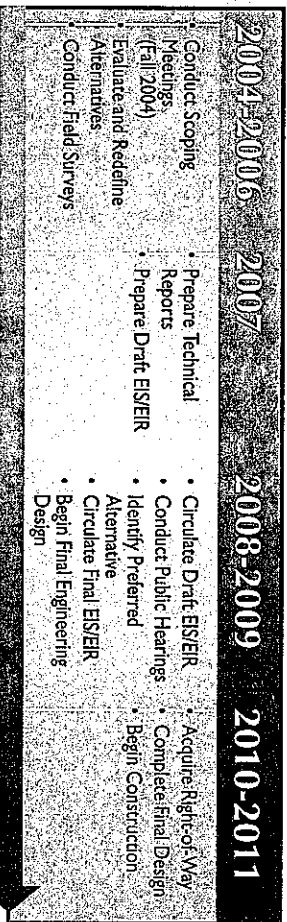 2004-2006
• Conduct Scoping
Meetings
(Fall 2004)
• Evaluate and Redefine
Alternatives
• Conduct Field Surveys
2007
• Prepare Technical
Reports
• Prepare Draft EIS/EIR
2008-2009
• Circulate Draft EIS/EIR
• Conduct Public Hearings
• Identify Preferred
Alternative
• Circulate Final EIS/EIR
• Begin Final Engineering
Design
2010-2011
• Acquire Right-of-Way
• Complete Final Design
• Begin Construction